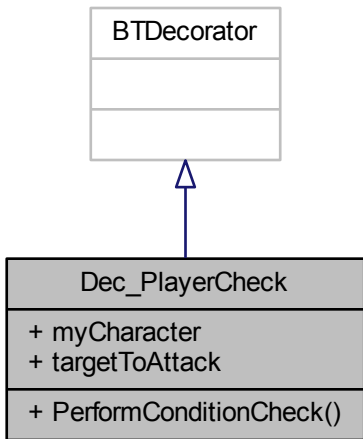 BTDecorator
Dec_PlayerCheck
+ myCharacter
+ targetToAttack
+ PerformConditionCheck()